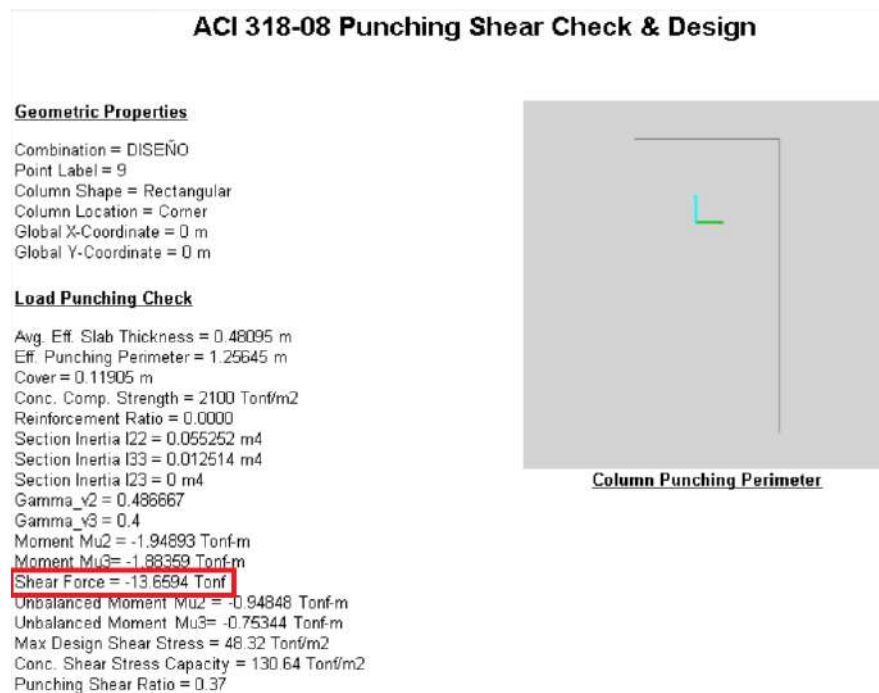 ACI 318-08 Punching Shear Check & Design
Geometric Properties
Combination = DISEÑO
Point Label = 9
Column Shape = Rectangular
Column Location = Corner
Global X-Coordinate = 0 m
Global Y-Coordinate = 0 m
Load Punching Check
Avg. Eff. Slab Thickness = 0.48095 m
Eff. Punching Perimeter = 1.25645 m
Cover = 0.11905 m
Conc. Comp. Strength = 2100 Tonf/m2
Reinforcement Ratio = 0.0000
Section Inertia I22 = 0.055252 m4
Section Inertia I33 = 0.012514 m4
Section Inertia I23 = 0 m4
Gamma_v2 = 0.486667
Gamma_v3 = 0.4
Moment Mu2 = -1.94893 Tonf-m
Moment Mu3= -1.88359 Tonf-m
Shear Force = -13.6594 Tonf
Unbalanced Moment Mu2 = -0.94848 Tonf-m
Unbalanced Moment Mu3= -0.75344 Tonf-m
Max Design Shear Stress = 48.32 Tonf/m2
Conc. Shear Stress Capacity = 130.64 Tonf/m2
Punching Shear Ratio = 0.37
Column Punching Perimeter